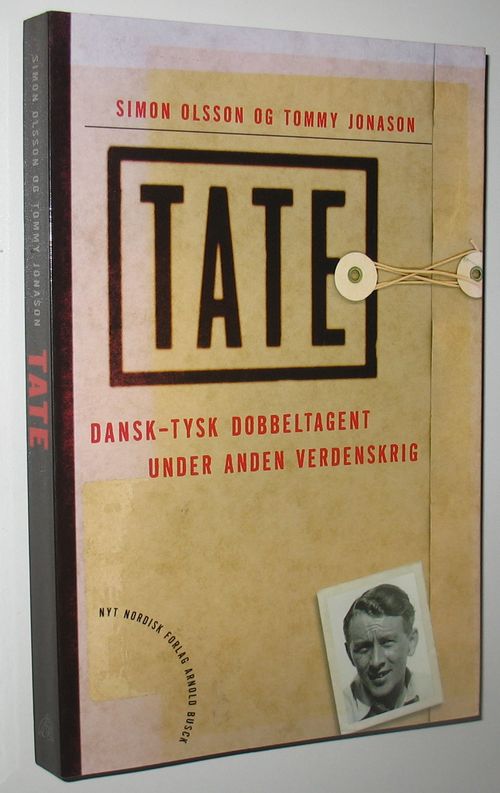 SIMON OLSSON OG TOMMY JONASON
TATE
DANSK-TYSK DOBBELTAGENT
UNDER ANDEN VERDENSKRIG
NYT NORDISK FORLAG ARNOLD BUSCK
SIMON OLSSON OG TOMMY JONASON
TATE